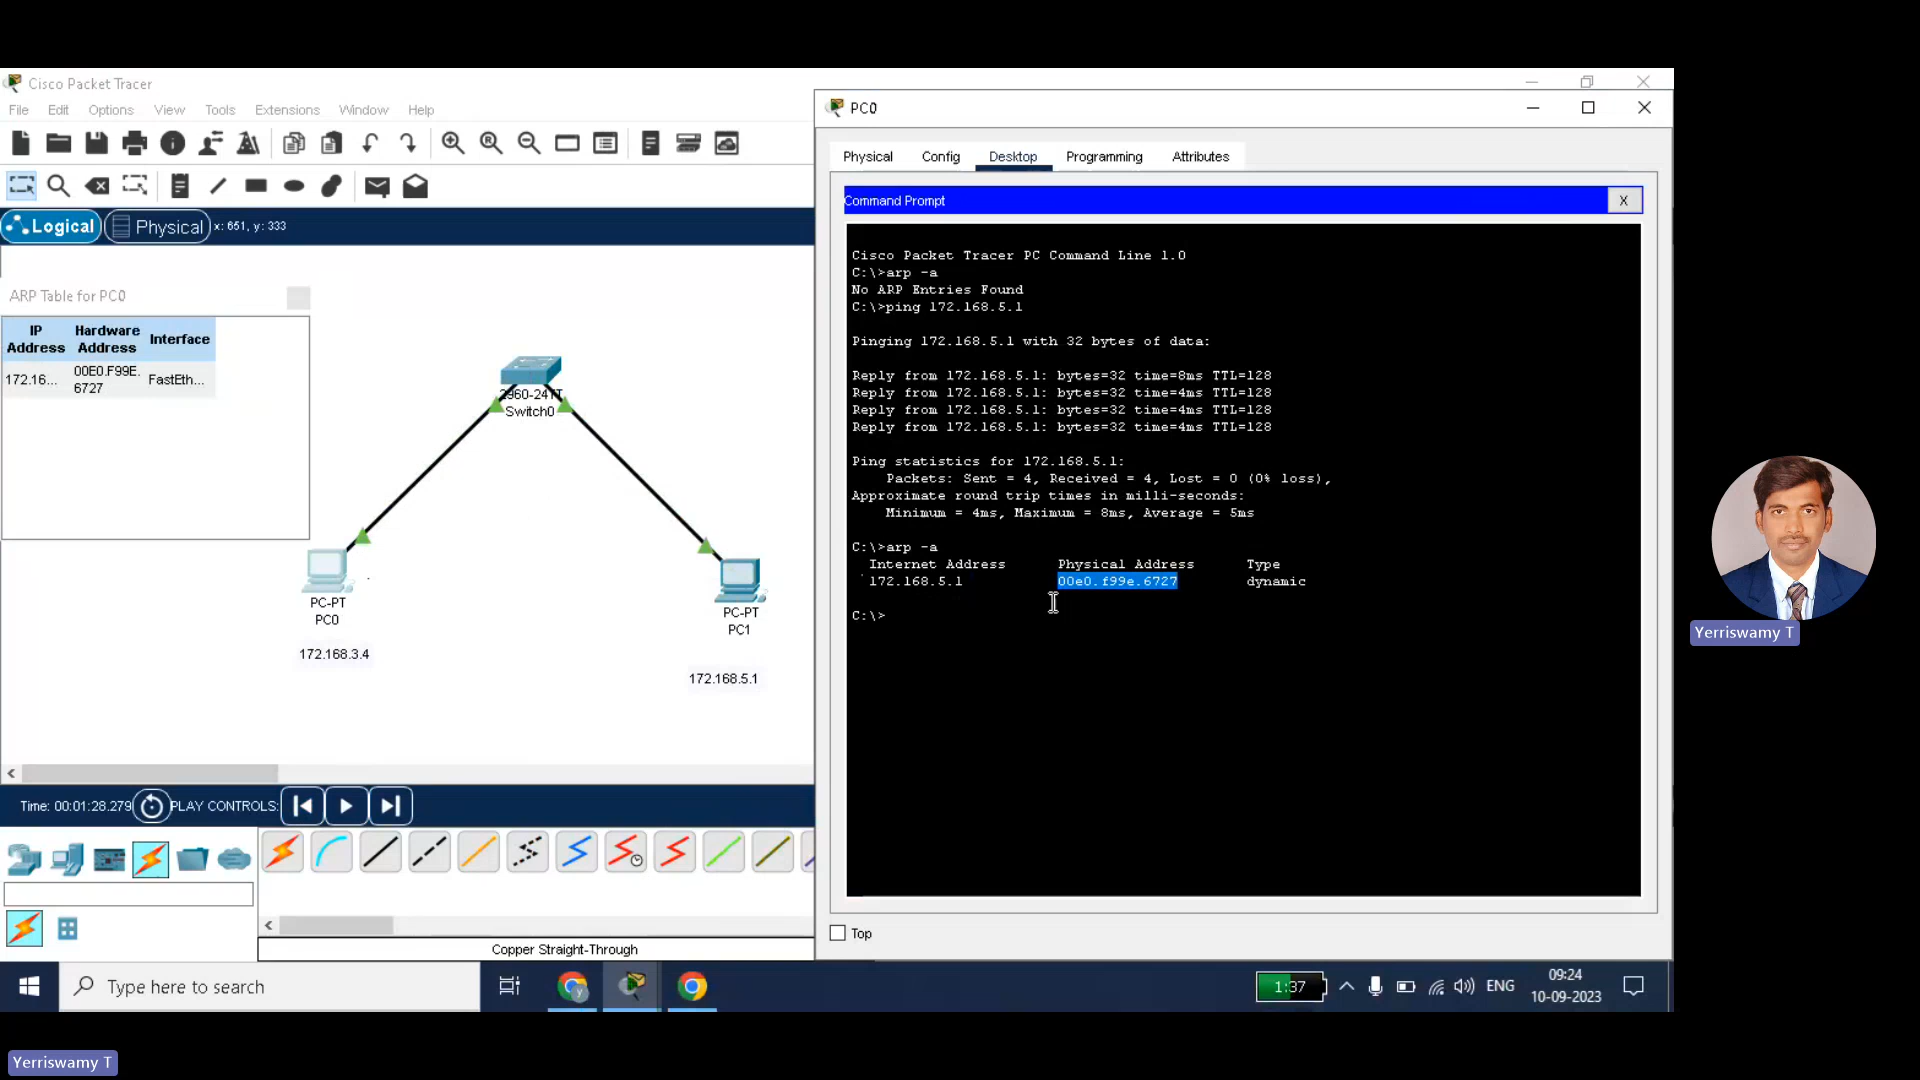 Cisco Packet Tracer
File Edit Options View Tools Extensions Window Help
Logical Physical x: 651, y: 333
ARP Table for PC0
IP Address Hardware Address Interface
172.16... 00E0.F99E.6727 FastEth...
2960-24TT
Switch0
PC-PT
PC0
172.168.3.4
PC-PT
PC1
172.168.5.1
Time: 00:01:28.279 PLAY CONTROLS:
Copper Straight-Through
PC0
Physical Config Desktop Programming Attributes
Command Prompt X
Cisco Packet Tracer PC Command Line 1.0
C:\>arp -a
No ARP Entries Found
C:\>ping 172.168.5.1
Pinging 172.168.5.1 with 32 bytes of data:
Reply from 172.168.5.1: bytes=32 time=8ms TTL=128
Reply from 172.168.5.1: bytes=32 time=4ms TTL=128
Reply from 172.168.5.1: bytes=32 time=4ms TTL=128
Reply from 172.168.5.1: bytes=32 time=4ms TTL=128
Ping statistics for 172.168.5.1:
Packets: Sent = 4, Received = 4, Lost = 0 (0% loss),
Approximate round trip times in milli-seconds:
Minimum = 4ms, Maximum = 8ms, Average = 5ms
C:\>arp -a
Internet Address Physical Address Type
172.168.5.1 00e0.f99e.6727 dynamic
C:\>
Top
Type here to search
1:37 ENG 09:24
10-09-2023
Yerriswamy T
Yerriswamy T